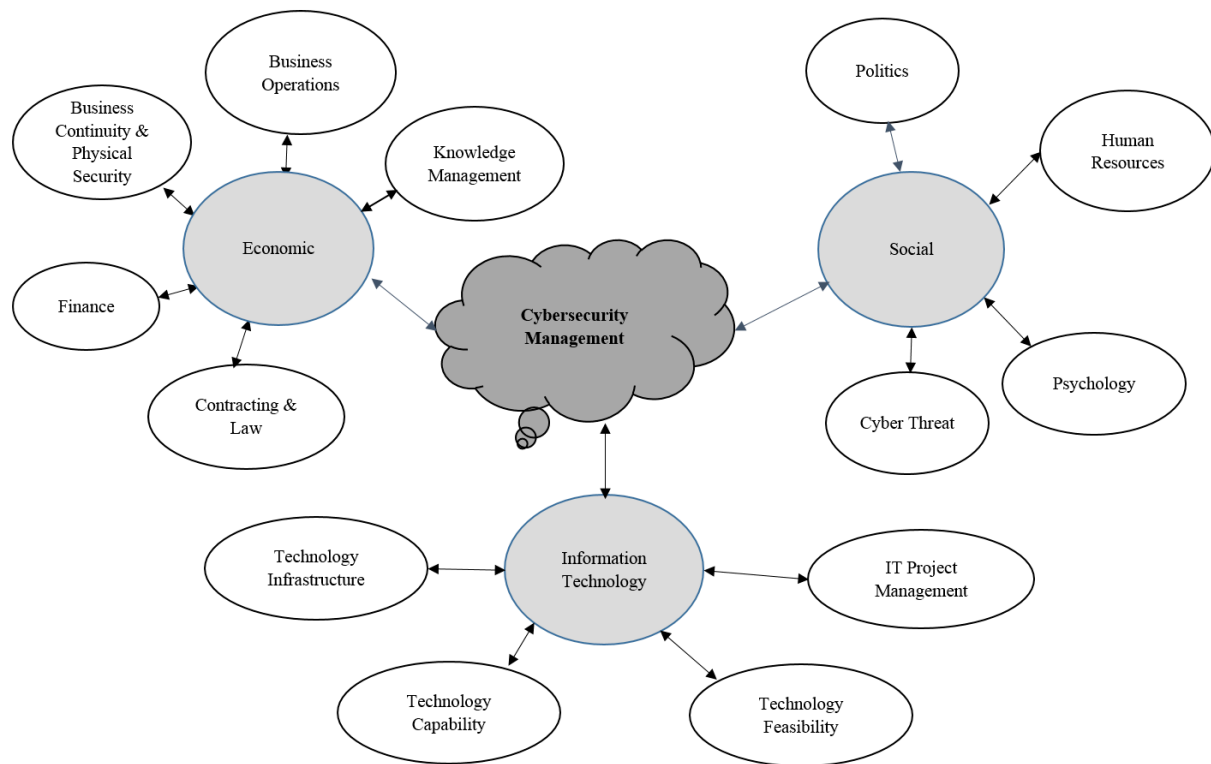 Business
Operations
Politics
Business
Continuity &
Physical
Security
Knowledge
Management
Human
Resources
Economic
Social
Finance
Cybersecurity
Management
Contracting &
Law
Cyber Threat
Psychology
Technology
Infrastructure
Information
Technology
IT Project
Management
Technology
Capability
Technology
Feasibility